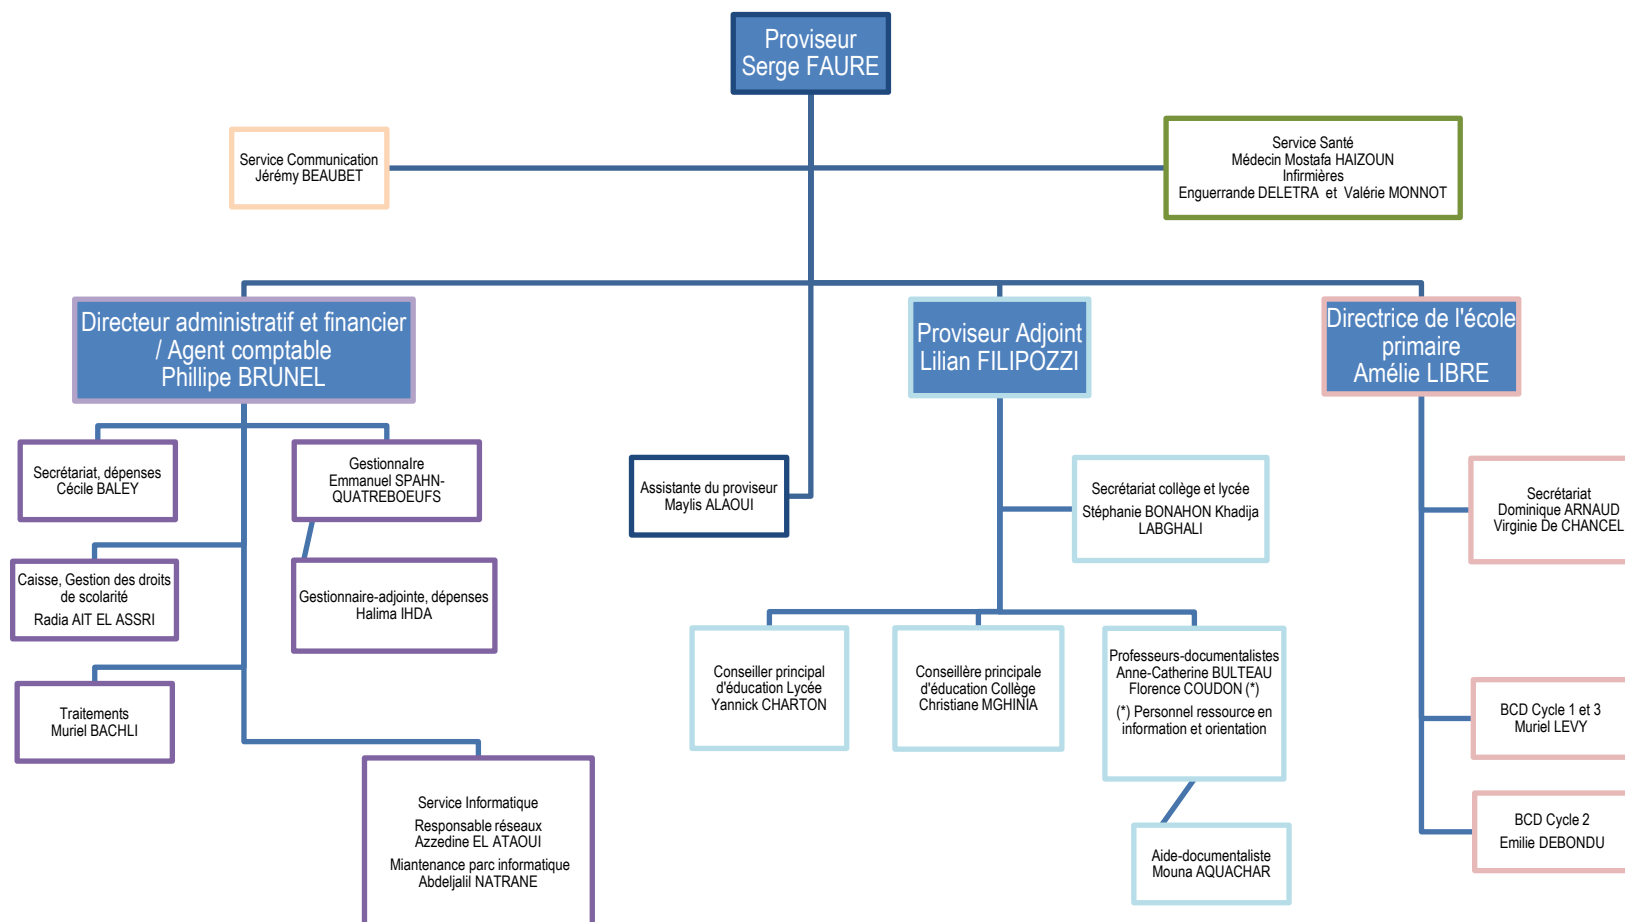 Proviseur
Serge FAURE
Service Communication
Jérémy BEAUBET
Service Santé
Médecin Mostafa HAIZOUN
Infirmières
Enguerrande DELETRA et Valérie MONNOT
Directeur administratif et financier
/ Agent comptable
Phillipe BRUNEL
Proviseur Adjoint
Lilian FILIPOZZI
Directrice de l'école
primaire
Amélie LIBRE
Secrétariat, dépenses
Cécile BALEY
GestionnaIre
Emmanuel SPAHN-
QUATREBOEUFS
Assistante du proviseur
Maylis ALAOUI
Secrétariat collège et lycée
Stéphanie BONAHON Khadija
LABGHALI
Secrétariat
Dominique ARNAUD
Virginie De CHANCEL
Caisse, Gestion des droits
de scolarité
Radia AIT EL ASSRI
Gestionnaire-adjointe, dépenses
Halima IHDA
Traitements
Muriel BACHLI
Conseiller principal
d'éducation Lycée
Yannick CHARTON
Conseillère principale
d'éducation Collège
Christiane MGHINIA
Professeurs-documentalistes
Anne-Catherine BULTEAU
Florence COUDON (*)
(*) Personnel ressource en
information et orientation
BCD Cycle 1 et 3
Muriel LEVY
Service Informatique
Responsable réseaux
Azzedine EL ATAOUI
Miantenance parc informatique
Abdeljalil NATRANE
Aide-documentaliste
Mouna AQUACHAR
BCD Cycle 2
Emilie DEBONDU